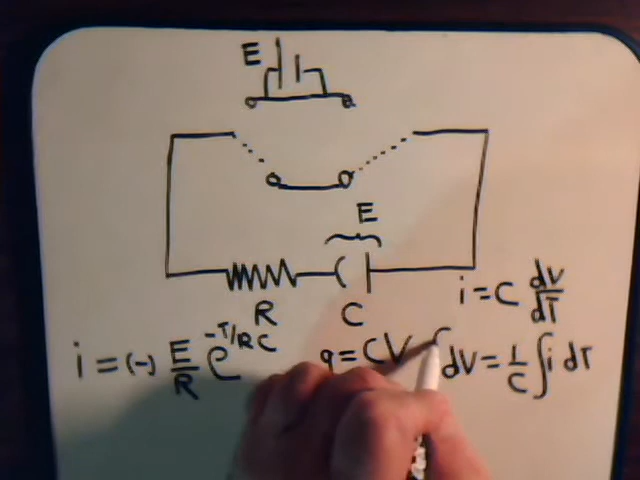 E
E
R
C
i = C dV/dT
i = (-) E/R e^-T/RC
q = CV
∫dV = 1/C ∫i dT